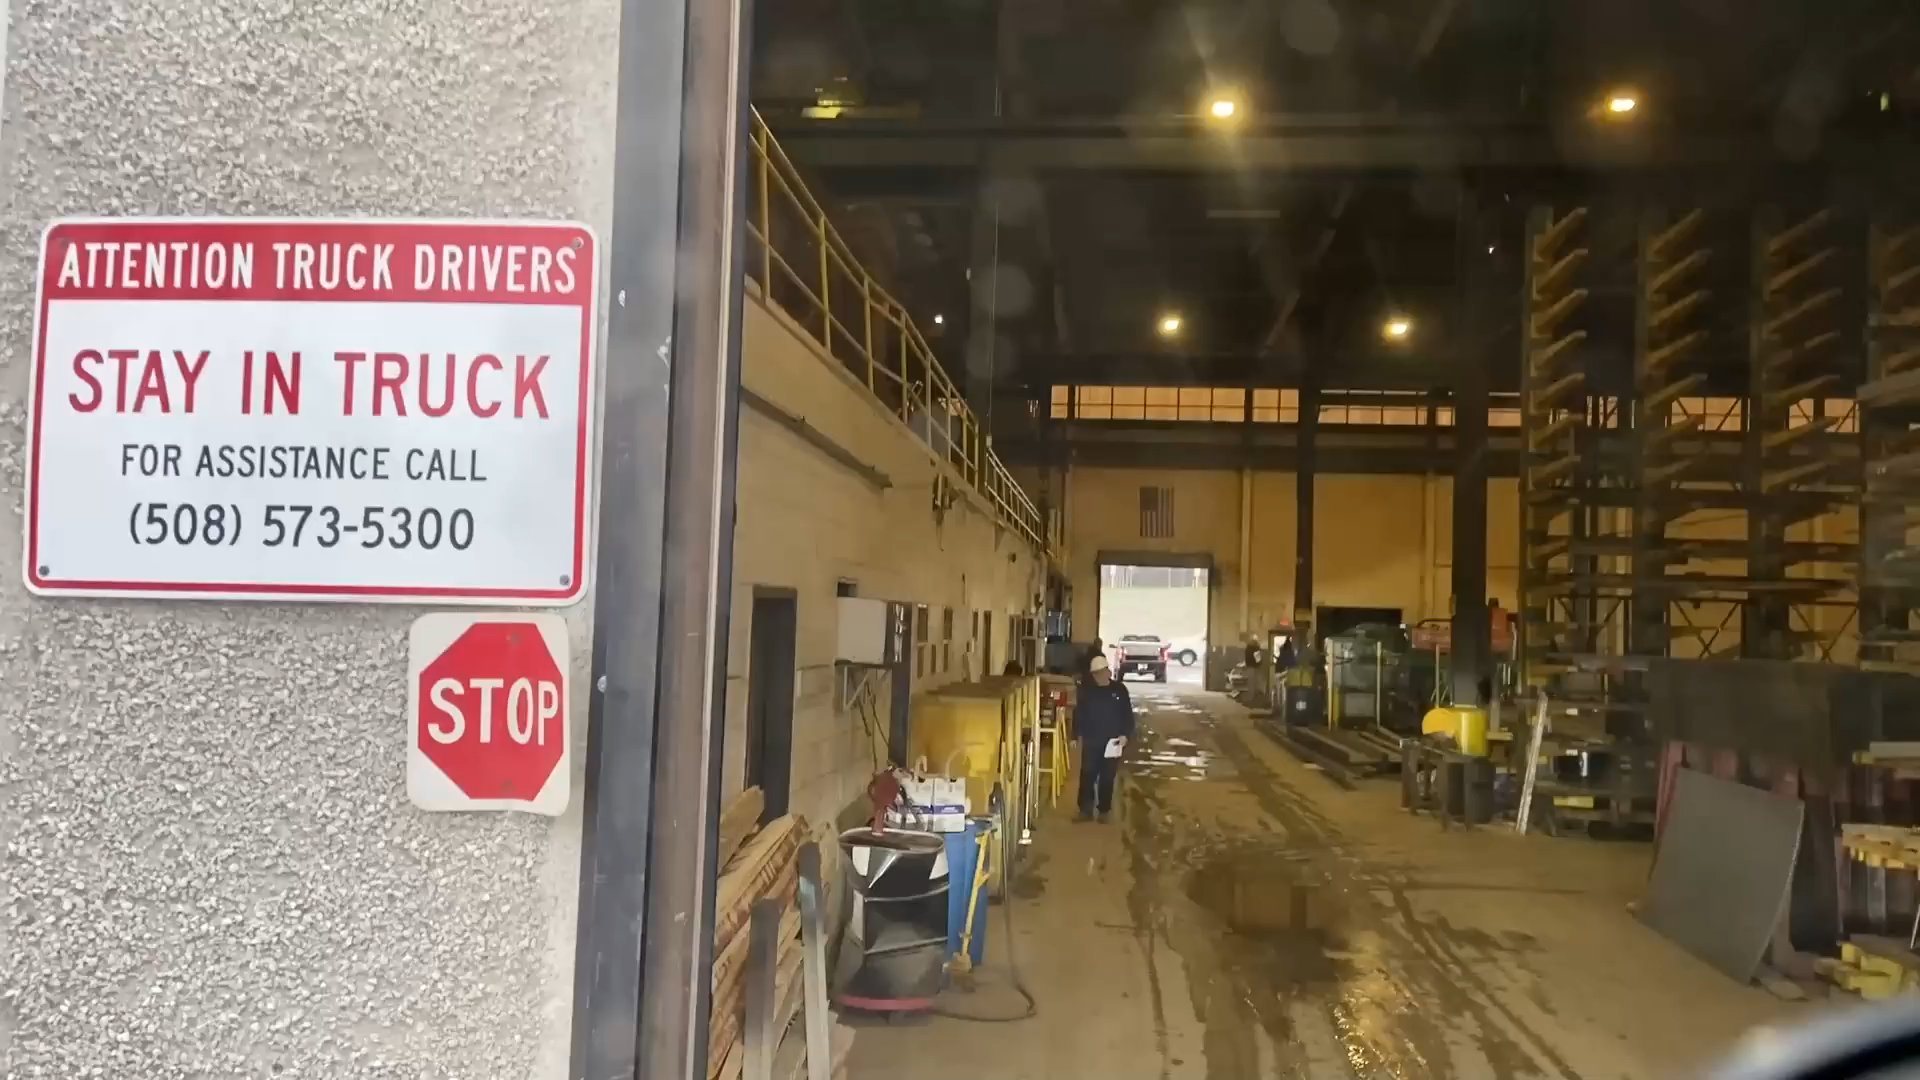 ATTENTION TRUCK DRIVERS
STAY IN TRUCK
FOR ASSISTANCE CALL
(508) 573-5300
STOP